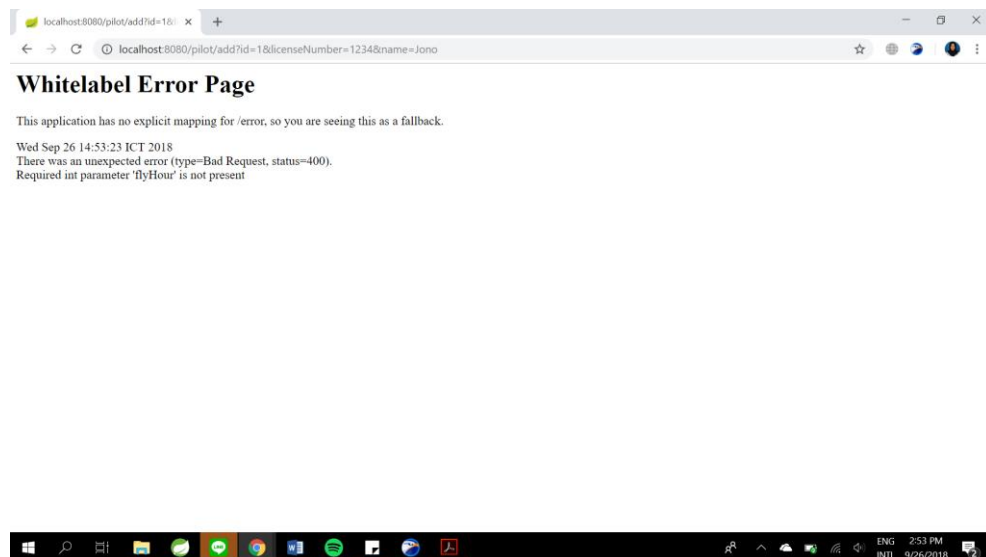 localhost:8080/pilot/add?id=18
localhost:8080/pilot/add?id=1&licenseNumber=1234&name=Jono
Whitelabel Error Page
This application has no explicit mapping for /error, so you are seeing this as a fallback.
Wed Sep 26 14:53:23 ICT 2018
There was an unexpected error (type=Bad Request, status=400).
Required int parameter 'flyHour' is not present
ENG 2:53 PM
INTL 9/26/2018